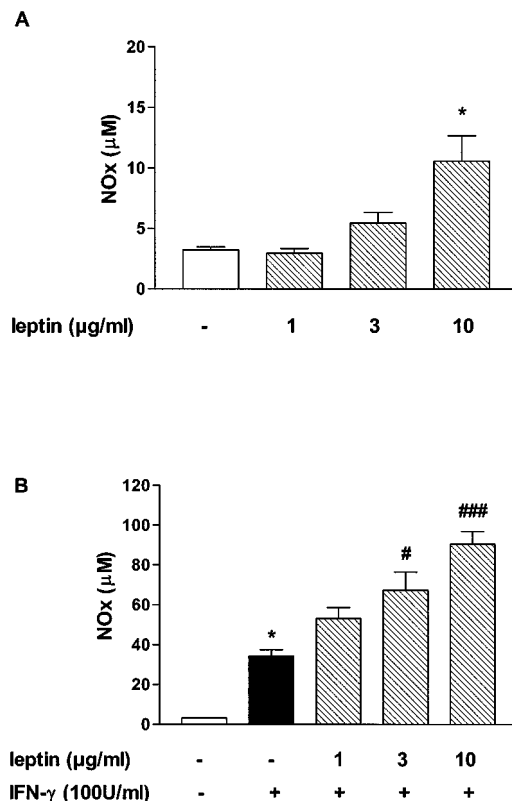 A
20
15
10
5
0
NOx (μM)
*
leptin (μg/ml) - 1 3 10
B
120
100
80
60
40
20
0
NOx (μM)
* # ###
leptin (μg/ml) - - 1 3 10
IFN-γ (100U/ml) - + + + +